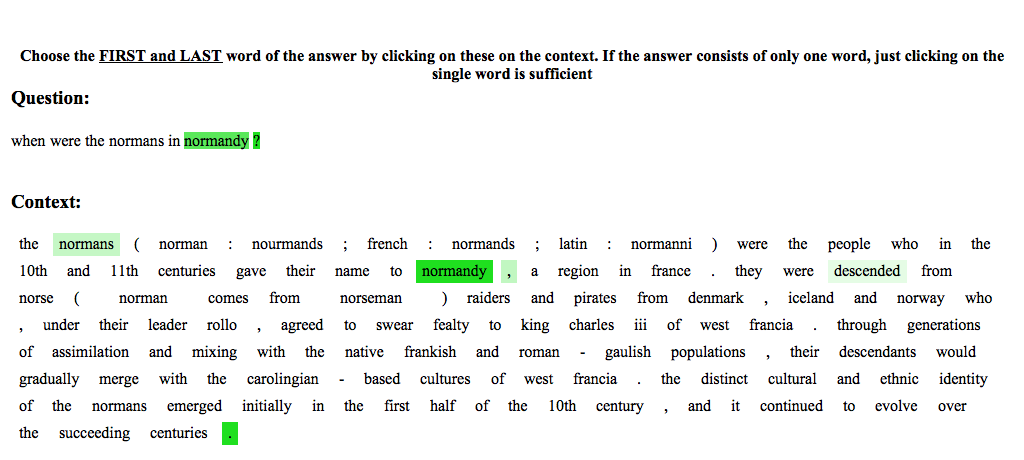 Choose the FIRST and LAST word of the answer by clicking on these on the context. If the answer consists of only one word, just clicking on the
single word is sufficient
Question:
when were the normans in normandy ?
Context:
the normans ( norman : nourmands ; french : normands ; latin : normanni ) were the people who in the
10th and 11th centuries gave their name to normandy , a region in france . they were descended from
norse ( norman comes from norseman ) raiders and pirates from denmark , iceland and norway who
, under their leader rollo , agreed to swear fealty to king charles iii of west francia . through generations
of assimilation and mixing with the native frankish and roman - gaulish populations , their descendants would
gradually merge with the carolingian - based cultures of west francia . the distinct cultural and ethnic identity
of the normans emerged initially in the first half of the 10th century , and it continued to evolve over
the succeeding centuries .